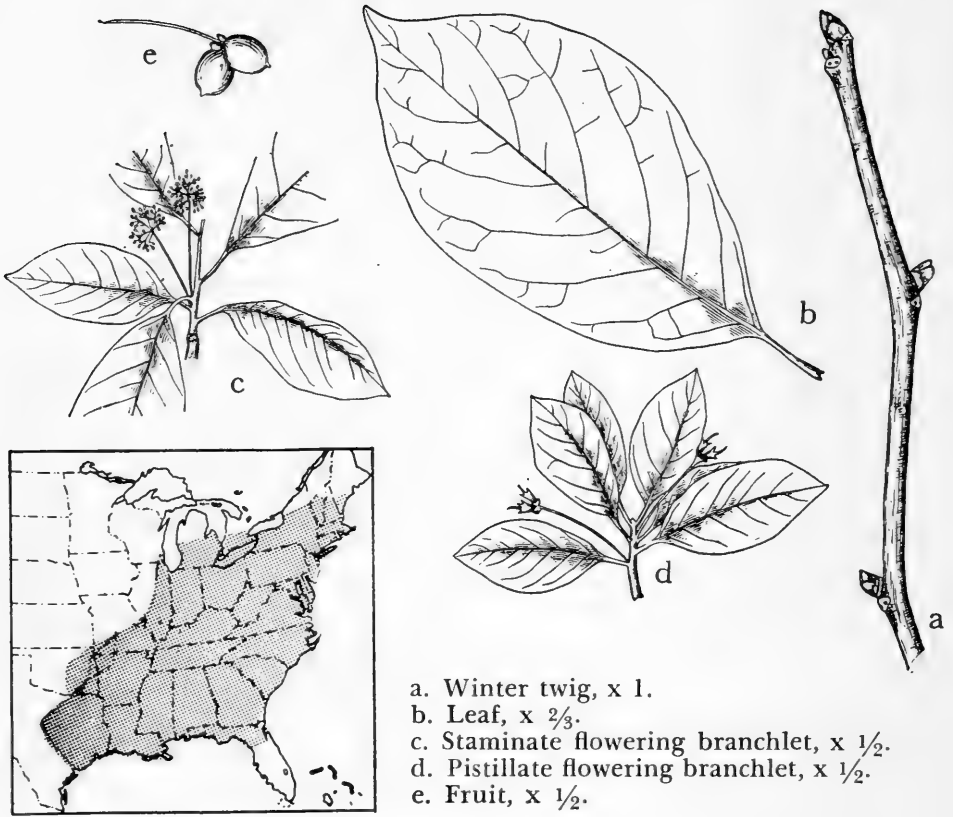 e
b
c
d
a
a. Winter twig, x 1.
b. Leaf, x 2/3.
c. Staminate flowering branchlet, x 1/2.
d. Pistillate flowering branchlet, x 1/2.
e. Fruit, x 1/2.